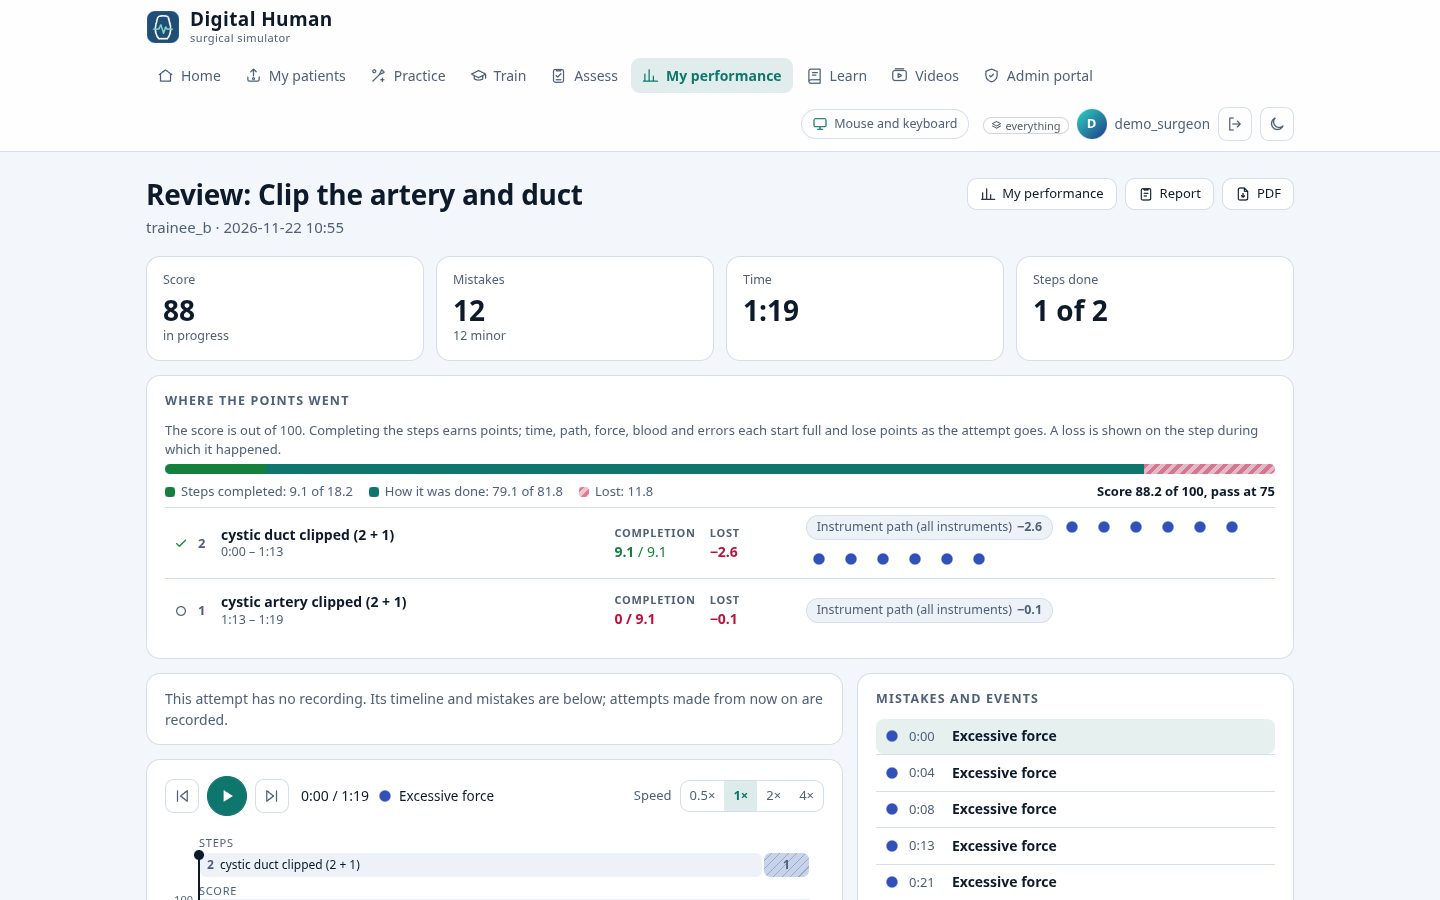 Digital Human
surgical simulator
Home
My patients
Practice
Train
Assess
My performance
Learn
Videos
Admin portal
Mouse and keyboard
everything
D
demo_surgeon
Review: Clip the artery and duct
trainee_b · 2026-11-22 10:55
My performance
Report
PDF
Score
88
in progress
Mistakes
12
12 minor
Time
1:19
Steps done
1 of 2
WHERE THE POINTS WENT
The score is out of 100. Completing the steps earns points; time, path, force, blood and errors each start full and lose points as the attempt goes. A loss is shown on the step during
which it happened.
Steps completed: 9.1 of 18.2
How it was done: 79.1 of 81.8
Lost: 11.8
Score 88.2 of 100, pass at 75
2
cystic duct clipped (2 + 1)
0:00 – 1:13
COMPLETION
9.1 / 9.1
LOST
−2.6
Instrument path (all instruments) −2.6
1
cystic artery clipped (2 + 1)
1:13 – 1:19
COMPLETION
0 / 9.1
LOST
−0.1
Instrument path (all instruments) −0.1
This attempt has no recording. Its timeline and mistakes are below; attempts made from now on are
recorded.
0:00 / 1:19
Excessive force
Speed
0.5×
1×
2×
4×
STEPS
2 cystic duct clipped (2 + 1)
1
SCORE
100
MISTAKES AND EVENTS
0:00 Excessive force
0:04 Excessive force
0:08 Excessive force
0:13 Excessive force
0:21 Excessive force